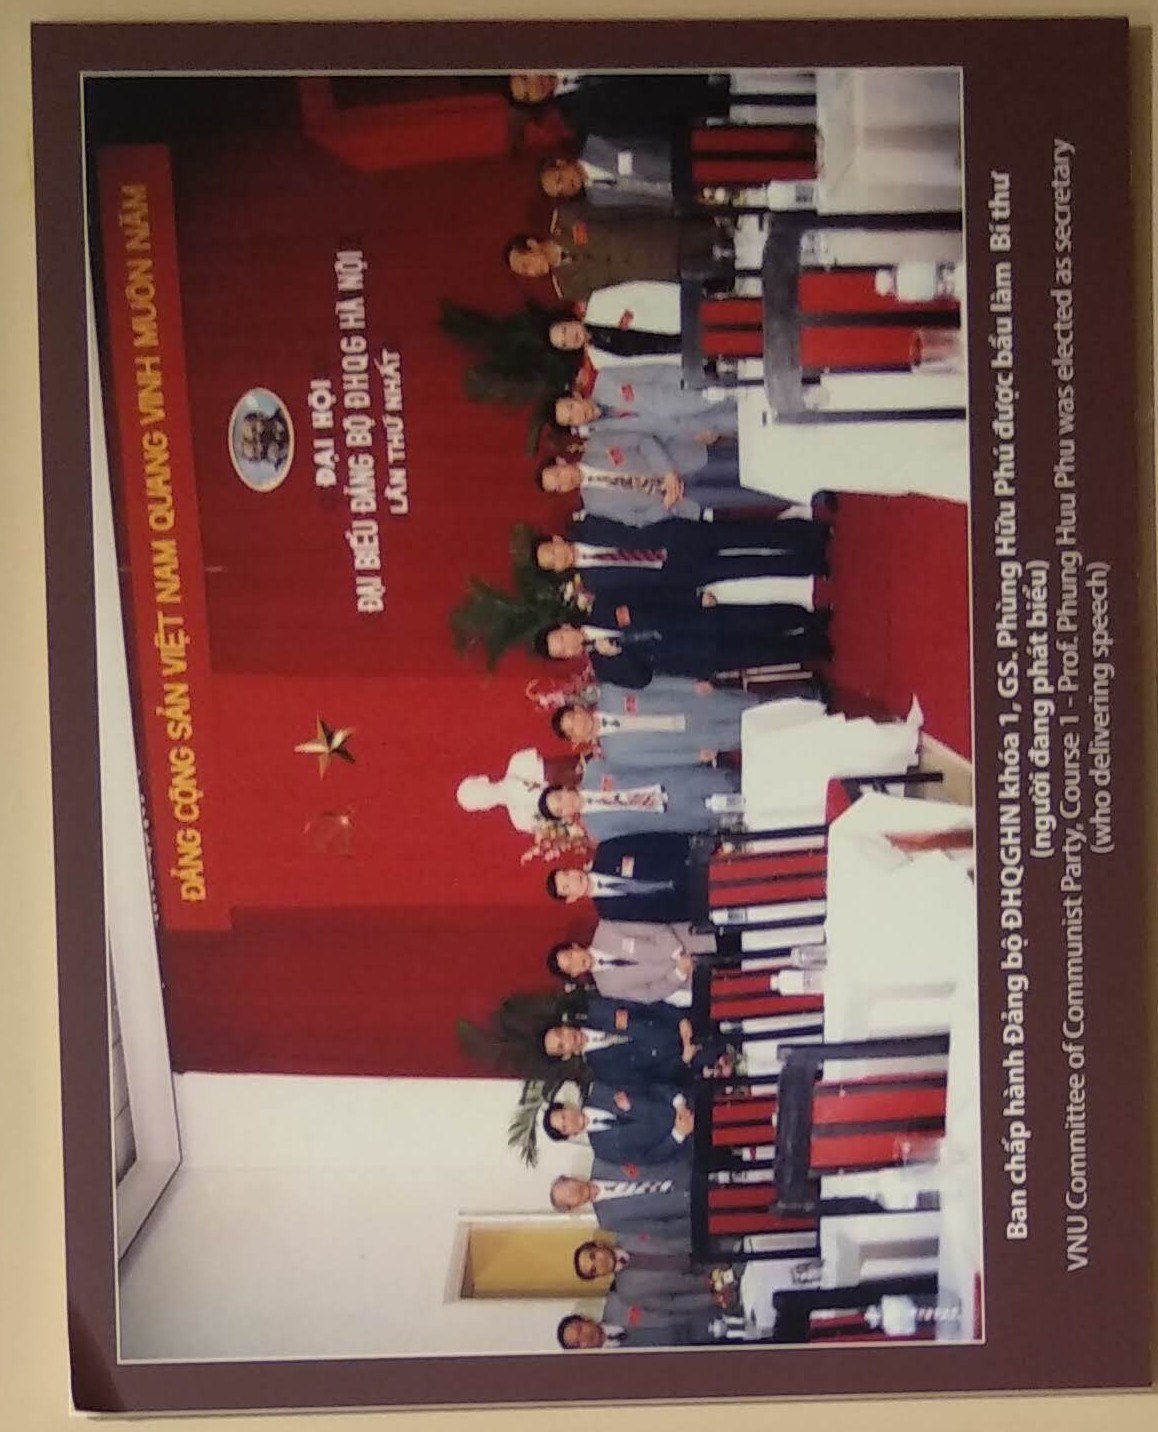 ĐẢNG CỘNG SẢN VIỆT NAM QUANG VINH MUÔN NĂM
ĐẠI HỘI
ĐẠI BIỂU ĐẢNG BỘ ĐHQG HÀ NỘI
LẦN THỨ NHẤT
Ban chấp hành Đảng bộ ĐHQGHN khóa 1, GS. Phùng Hữu Phú được bầu làm Bí thư
(người đang phát biểu)
VNU Committee of Communist Party, Course 1 - Prof. Phung Huu Phu was elected as secretary
(who delivering speech)